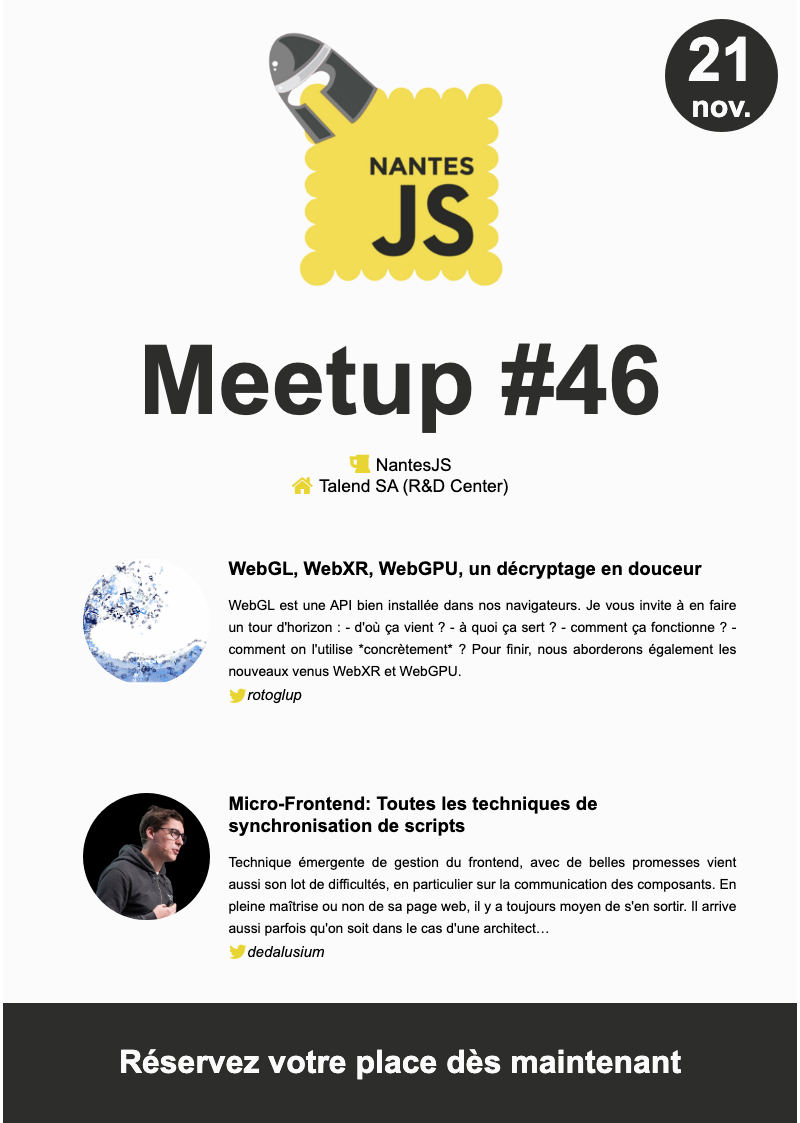 21
nov.
NANTES
JS
Meetup #46
NantesJS
Talend SA (R&D Center)
WebGL, WebXR, WebGPU, un décryptage en douceur
WebGL est une API bien installée dans nos navigateurs. Je vous invite à en faire
un tour d'horizon : - d'où ça vient ? - à quoi ça sert ? - comment ça fonctionne ? -
comment on l'utilise *concrètement* ? Pour finir, nous aborderons également les
nouveaux venus WebXR et WebGPU.
rotoglup
Micro-Frontend: Toutes les techniques de
synchronisation de scripts
Technique émergente de gestion du frontend, avec de belles promesses vient
aussi son lot de difficultés, en particulier sur la communication des composants. En
pleine maîtrise ou non de sa page web, il y a toujours moyen de s'en sortir. Il arrive
aussi parfois qu'on soit dans le cas d'une architect…
dedalusium
Réservez votre place dès maintenant